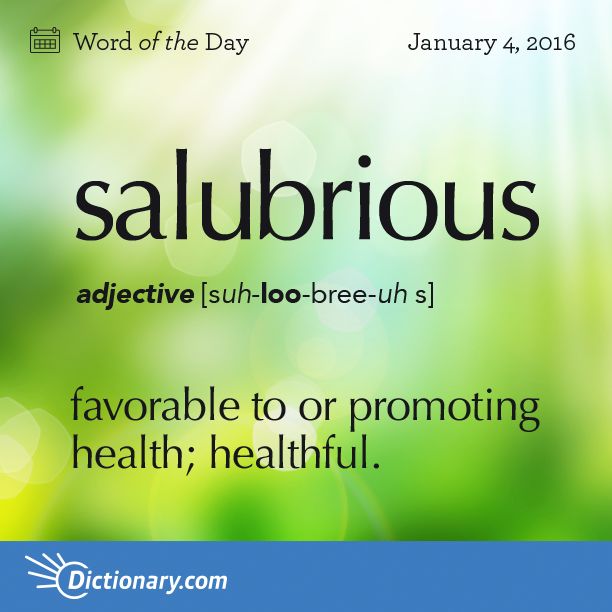 Word of the Day
January 4, 2016
salubrious
adjective [suh-loo-bree-uh s]
favorable to or promoting
health; healthful.
Dictionary.com